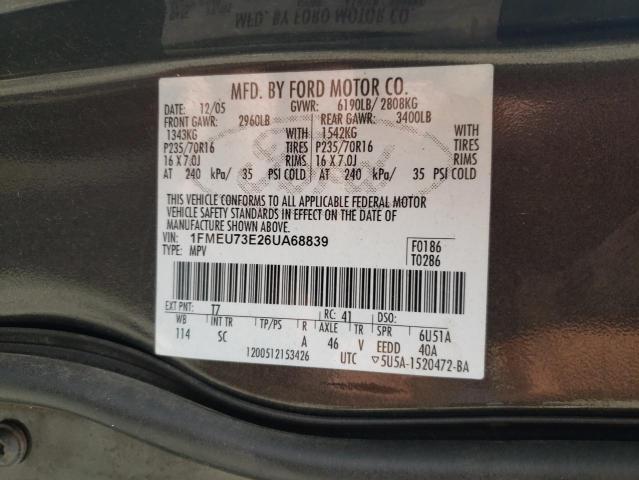 MFD. BY FORD MOTOR CO.
DATE: 12/05 GVWR: 6190LB/ 2808KG
FRONT GAWR: 2960LB REAR GAWR: 3400LB
1343KG WITH 1542KG WITH
P235/70R16 TIRES P235/70R16 TIRES
16 X 7.0J RIMS 16 X 7.0J RIMS
AT 240 kPa/ 35 PSI COLD AT 240 kPa/ 35 PSI COLD
THIS VEHICLE CONFORMS TO ALL APPLICABLE FEDERAL MOTOR
VEHICLE SAFETY STANDARDS IN EFFECT ON THE DATE OF
MANUFACTURE SHOWN ABOVE.
VIN: 1FMEU73E26UA68839 F0186
TYPE: MPV T0286
EXT PNT: T7 RC: 41 DSO:
WB INT TR TP/PS R AXLE TR SPR 6U51A
114 SC A 46 V EEDD 40A
1200512153426 UTC ▽5U5A-1520472-BA
Ford